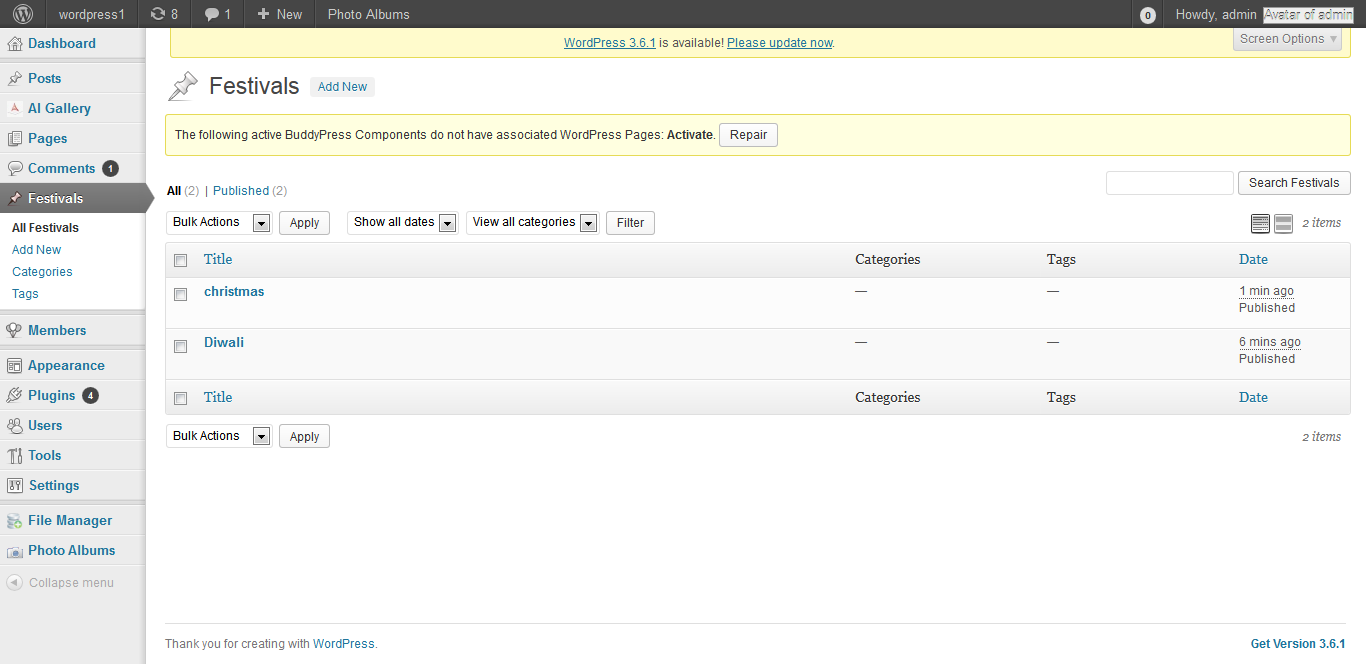 wordpress1 8 1 + New Photo Albums 0 Howdy, admin Avatar of admin
WordPress 3.6.1 is available! Please update now.
Screen Options
Dashboard
Posts
AI Gallery
Pages
Comments 1
Festivals
All Festivals
Add New
Categories
Tags
Members
Appearance
Plugins 4
Users
Tools
Settings
File Manager
Photo Albums
Collapse menu
Festivals Add New
The following active BuddyPress Components do not have associated WordPress Pages: Activate. Repair
All (2) | Published (2)
Search Festivals
Bulk Actions Apply Show all dates View all categories Filter 2 items
Title Categories Tags Date
christmas — — 1 min ago
Published
Diwali — — 6 mins ago
Published
Title Categories Tags Date
Bulk Actions Apply 2 items
Thank you for creating with WordPress. Get Version 3.6.1